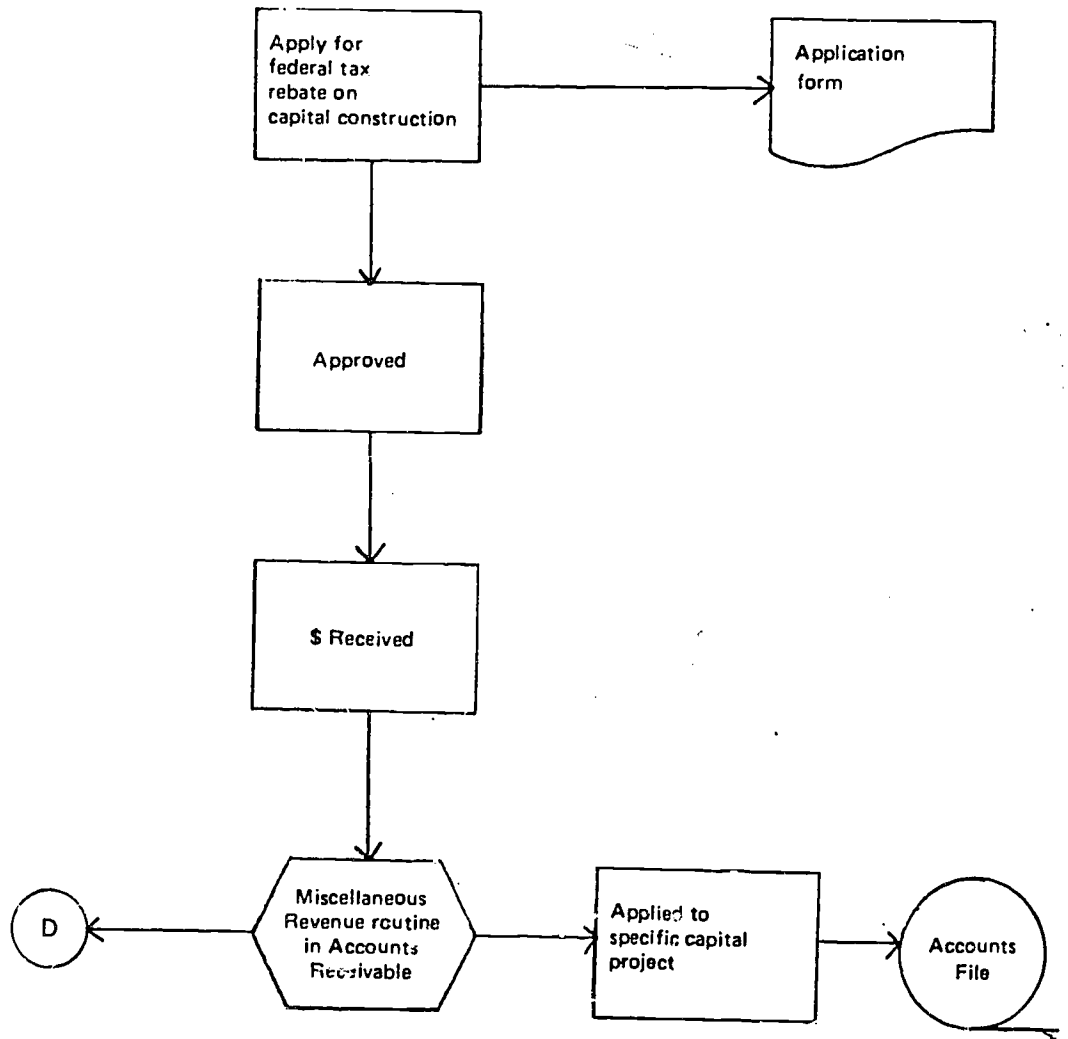 Apply for
federal tax
rebate on
capital construction
Application
form
Approved
$ Received
D
Miscellaneous
Revenue routine
in Accounts
Receivable
Applied to
specific capital
project
Accounts
File